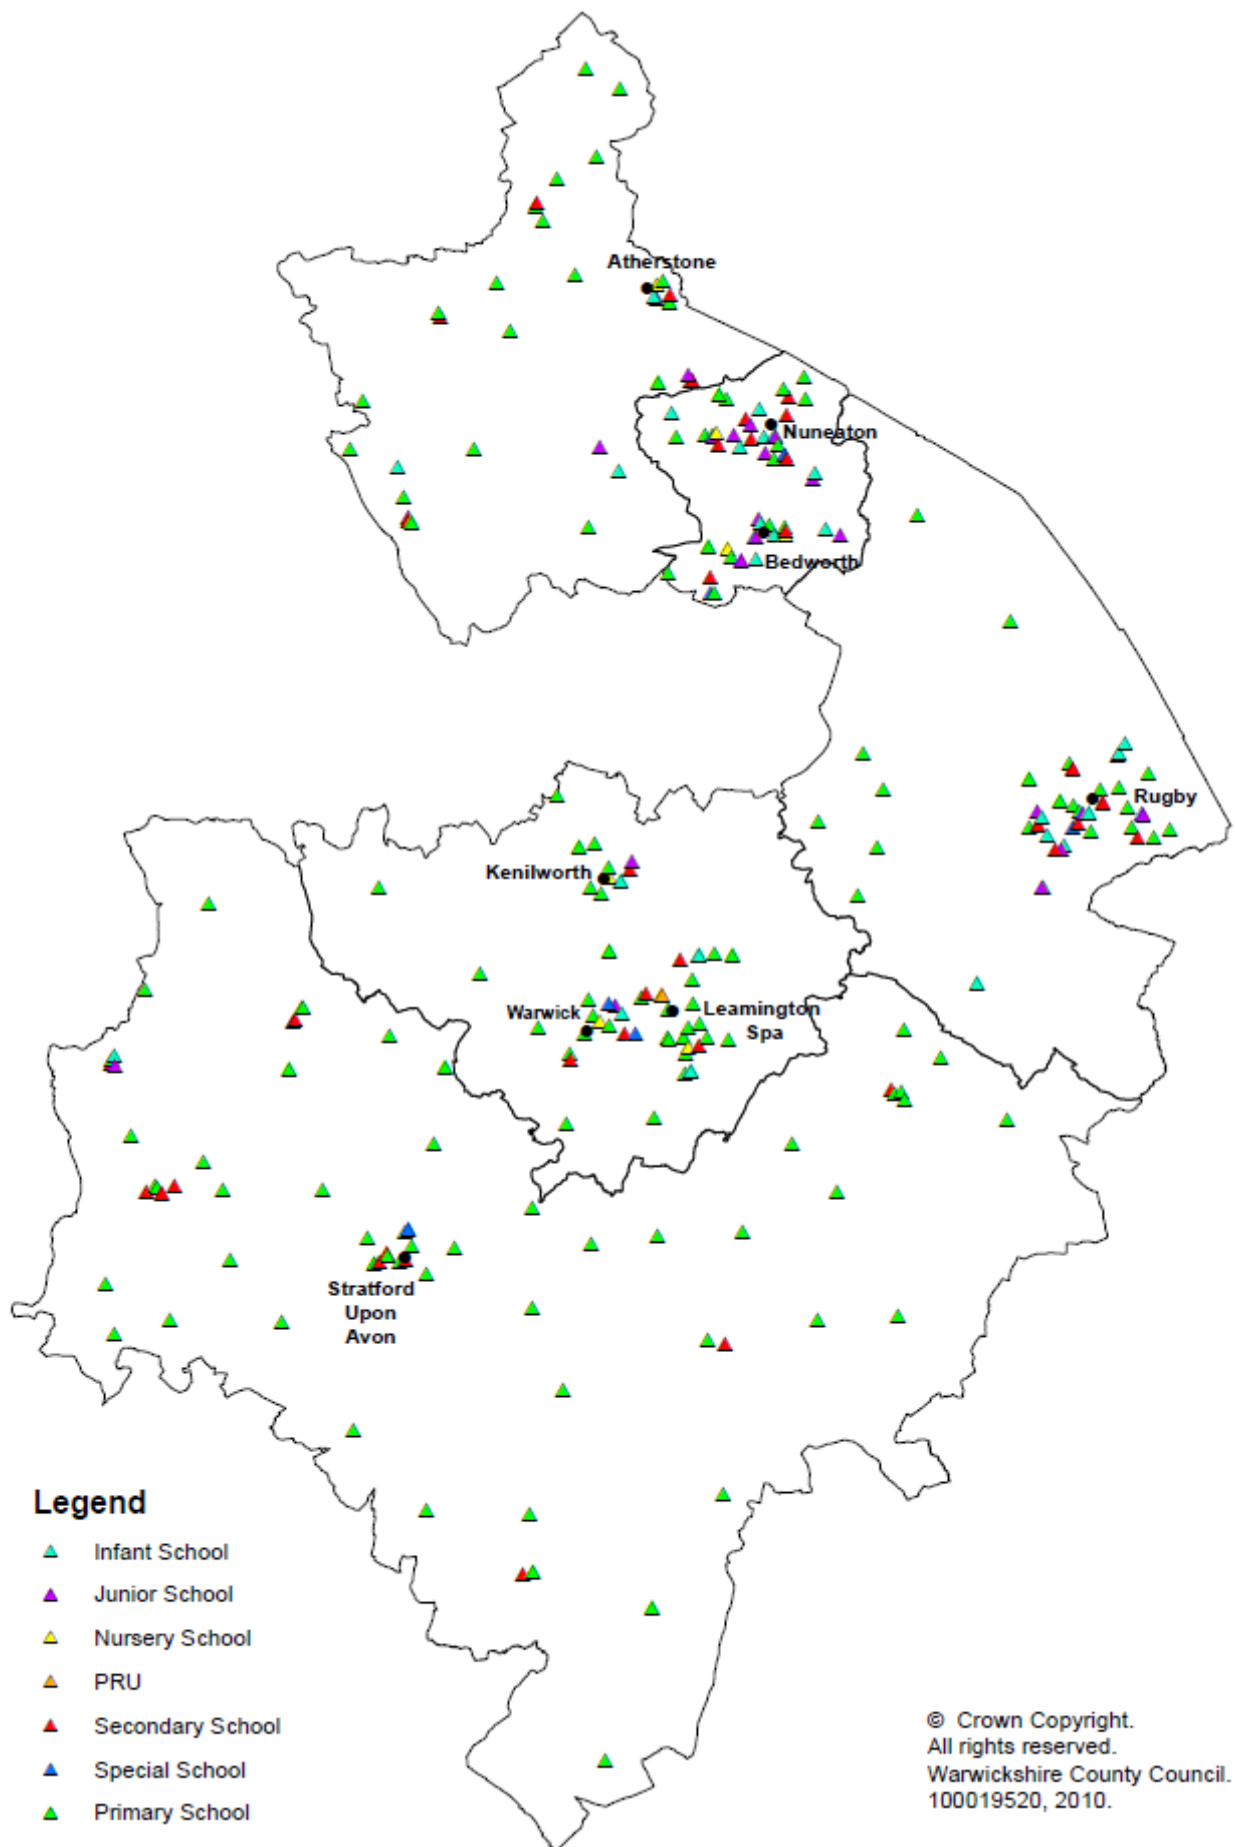 Atherstone
Nuneaton
Bedworth
Rugby
Kenilworth
Warwick
Leamington
Spa
Stratford
Upon
Avon
Legend
Infant School
Junior School
Nursery School
PRU
Secondary School
Special School
Primary School
© Crown Copyright.
All rights reserved.
Warwickshire County Council.
100019520, 2010.